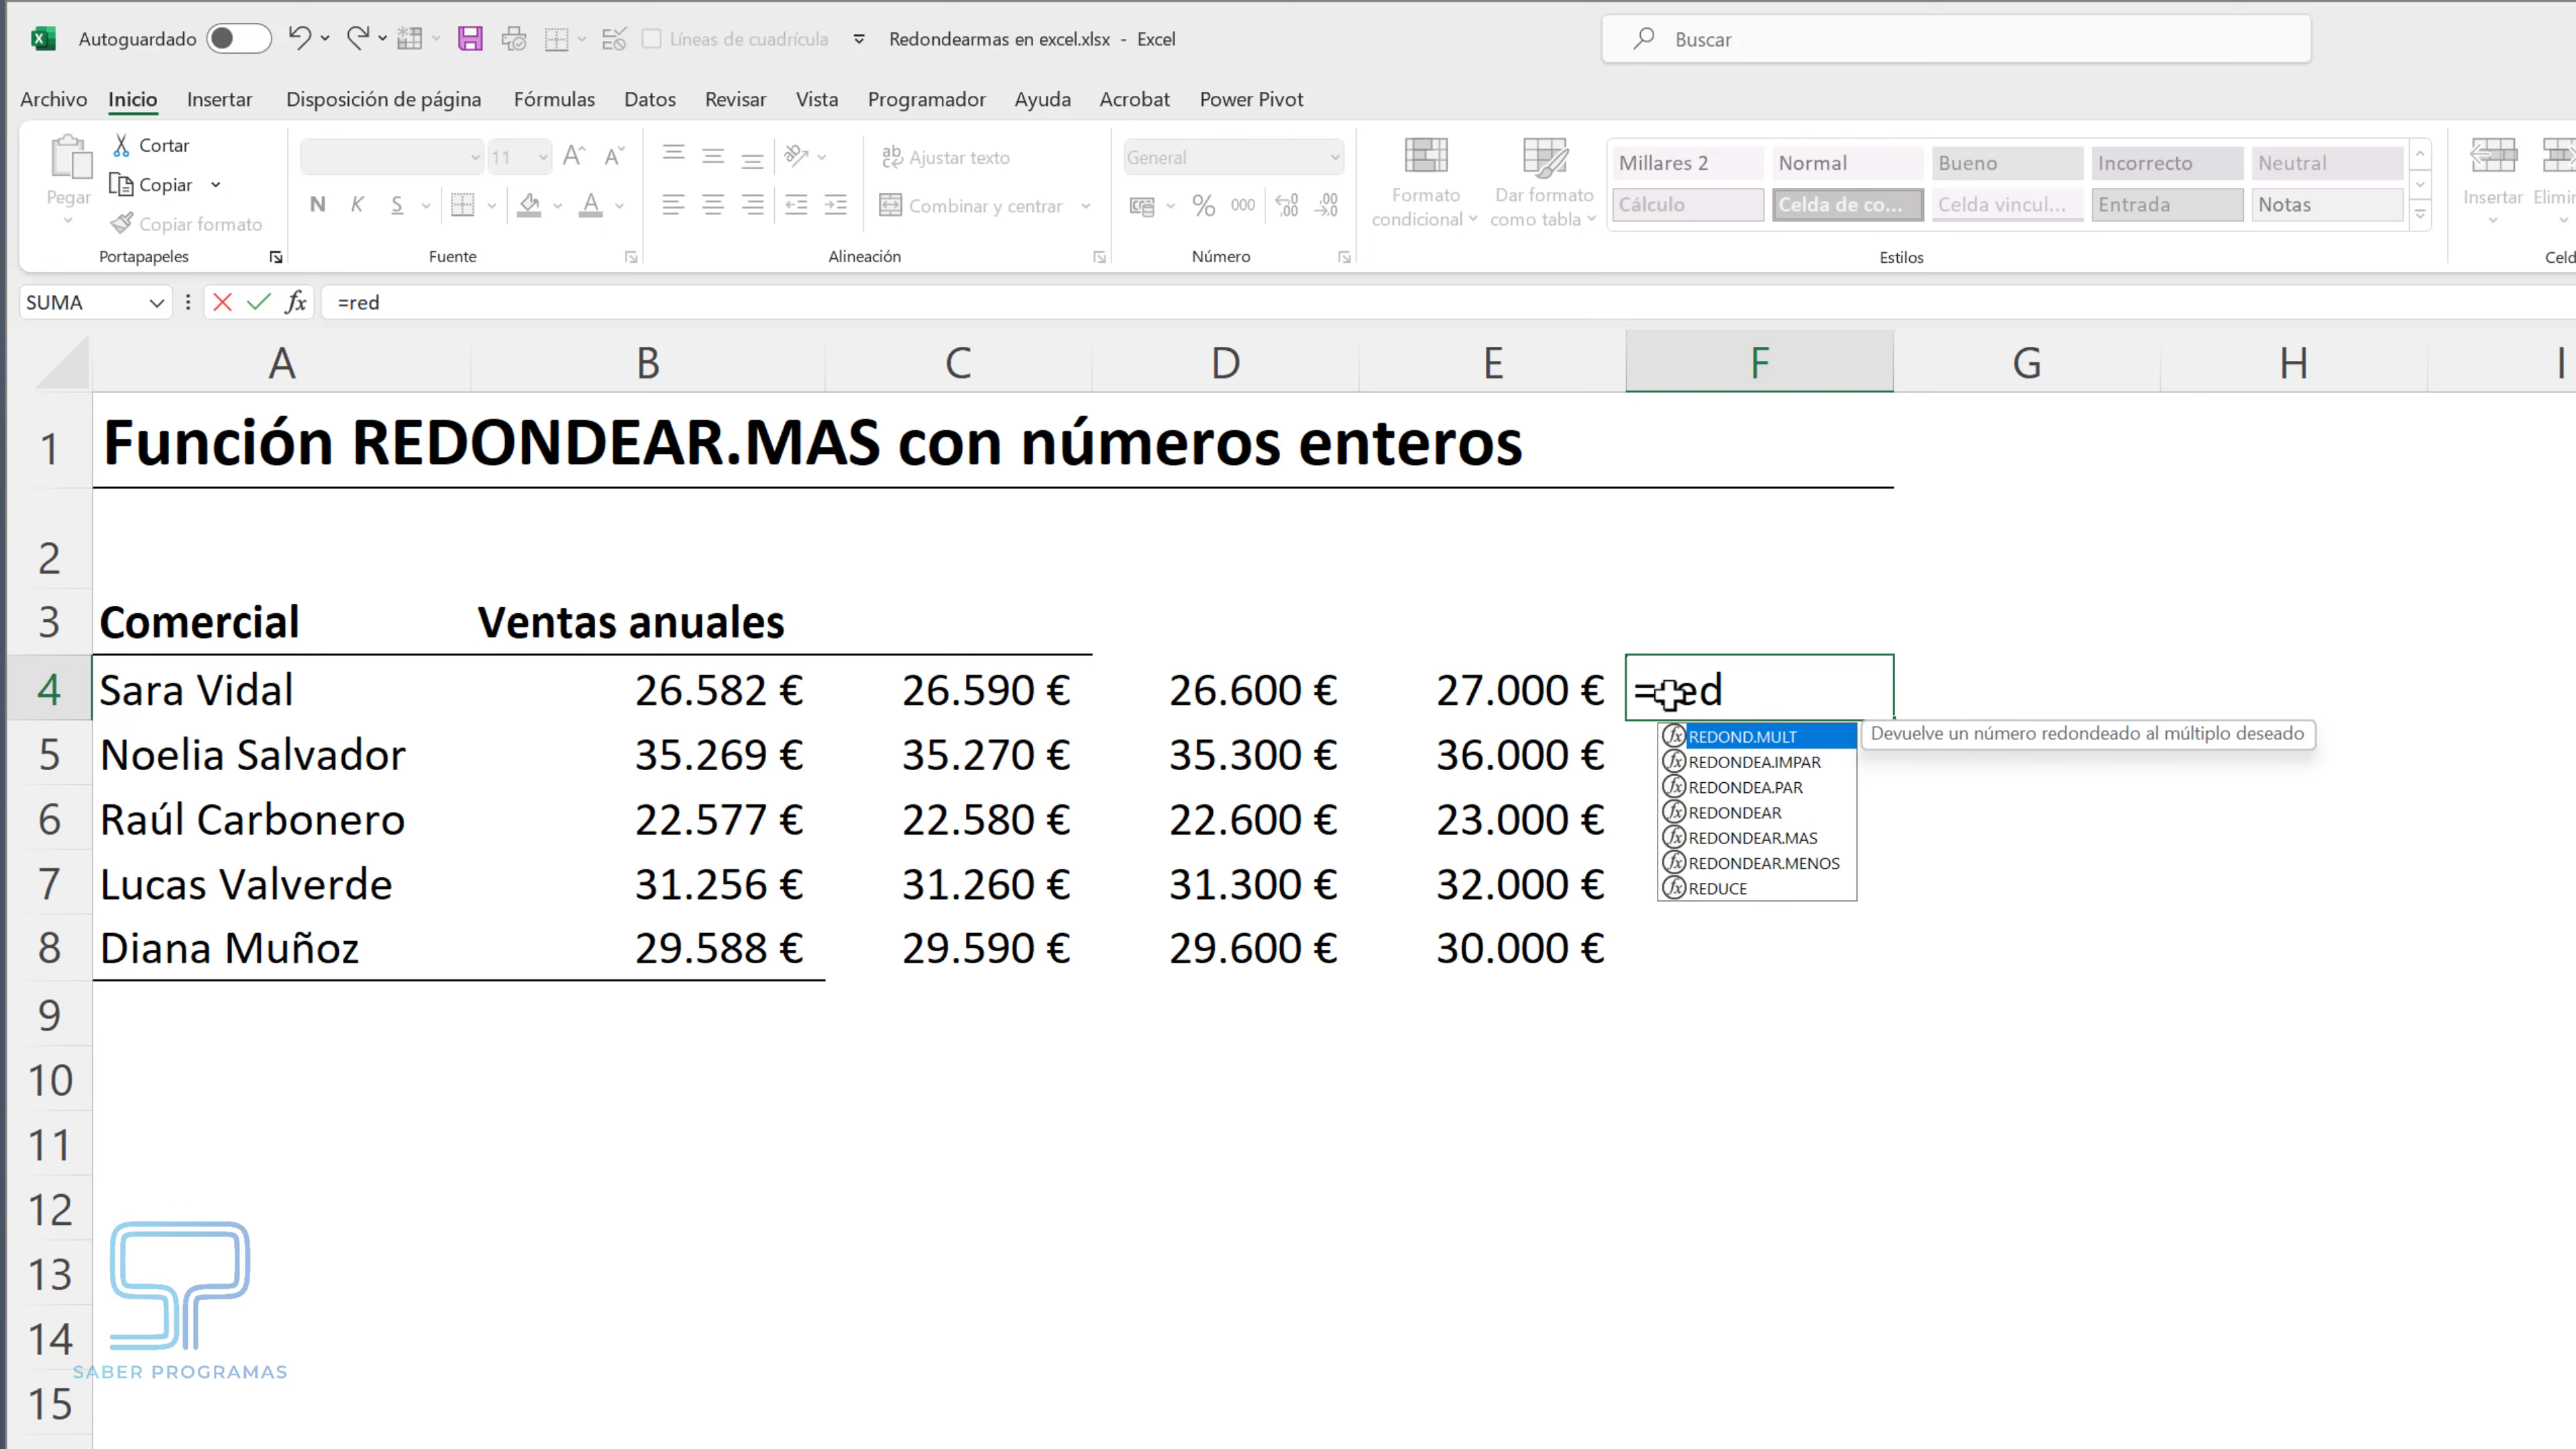 Autoguardado Líneas de cuadrícula Redondearmas en excel.xlsx - Excel Buscar
Archivo Inicio Insertar Disposición de página Fórmulas Datos Revisar Vista Programador Ayuda Acrobat Power Pivot
Pegar
Cortar
Copiar
Copiar formato
Portapapeles
11
N K S
Fuente
Ajustar texto
Combinar y centrar
Alineación
General
% 000
Número
Formato condicional
Dar formato como tabla
Millares 2 Normal Bueno Incorrecto Neutral
Cálculo Celda de co... Celda vincul... Entrada Notas
Estilos
Insertar
SUMA fx =red
A B C D E F G H I
1 Función REDONDEAR.MAS con números enteros
2
3 Comercial Ventas anuales
4 Sara Vidal 26.582 € 26.590 € 26.600 € 27.000 € =red
5 Noelia Salvador 35.269 € 35.270 € 35.300 € 36.000 €
6 Raúl Carbonero 22.577 € 22.580 € 22.600 € 23.000 €
7 Lucas Valverde 31.256 € 31.260 € 31.300 € 32.000 €
8 Diana Muñoz 29.588 € 29.590 € 29.600 € 30.000 €
REDOND.MULT Devuelve un número redondeado al múltiplo deseado
REDONDEA.IMPAR
REDONDEA.PAR
REDONDEAR
REDONDEAR.MAS
REDONDEAR.MENOS
REDUCE
9
10
11
12
13
14
SABER PROGRAMAS
15